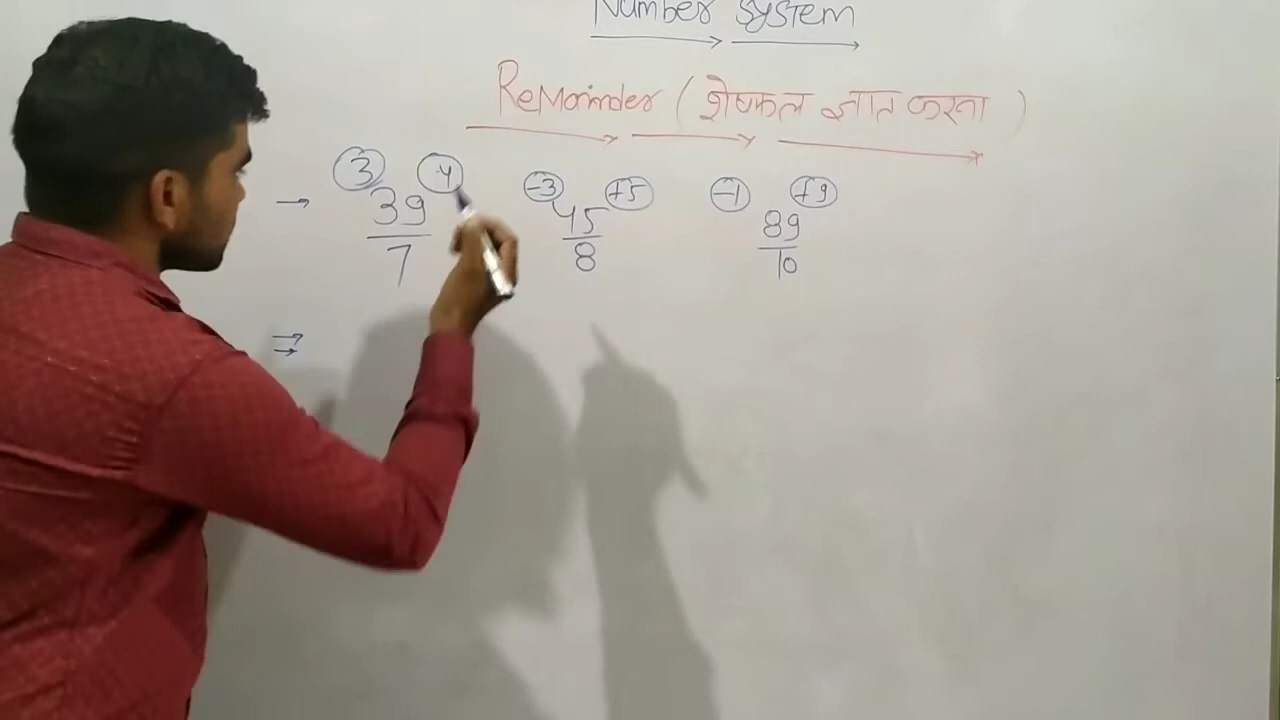 Number System
Remainder (शेषफल ज्ञात करना)
→ 3 39/7 -4 -3 45/8 +5 -1 89/10 +9
⇒